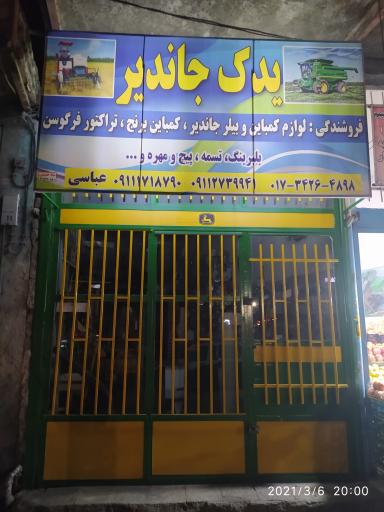 یدک جاندیر
فروشندگی : لوازم کمباین و بیلر جاندیر ، کمباین برنج ، تراکتور فرگوسن
بلبرینگ، تسمه ، پیچ و مهره و ...
۰۱۷-۳۴۲۶-۴۸۹۸ ۰۹۱۱۲۷۳۹۹۴ ۰۹۱۱۱۷۱۸۷۹۰ عباسی
2021/3/6 20:00